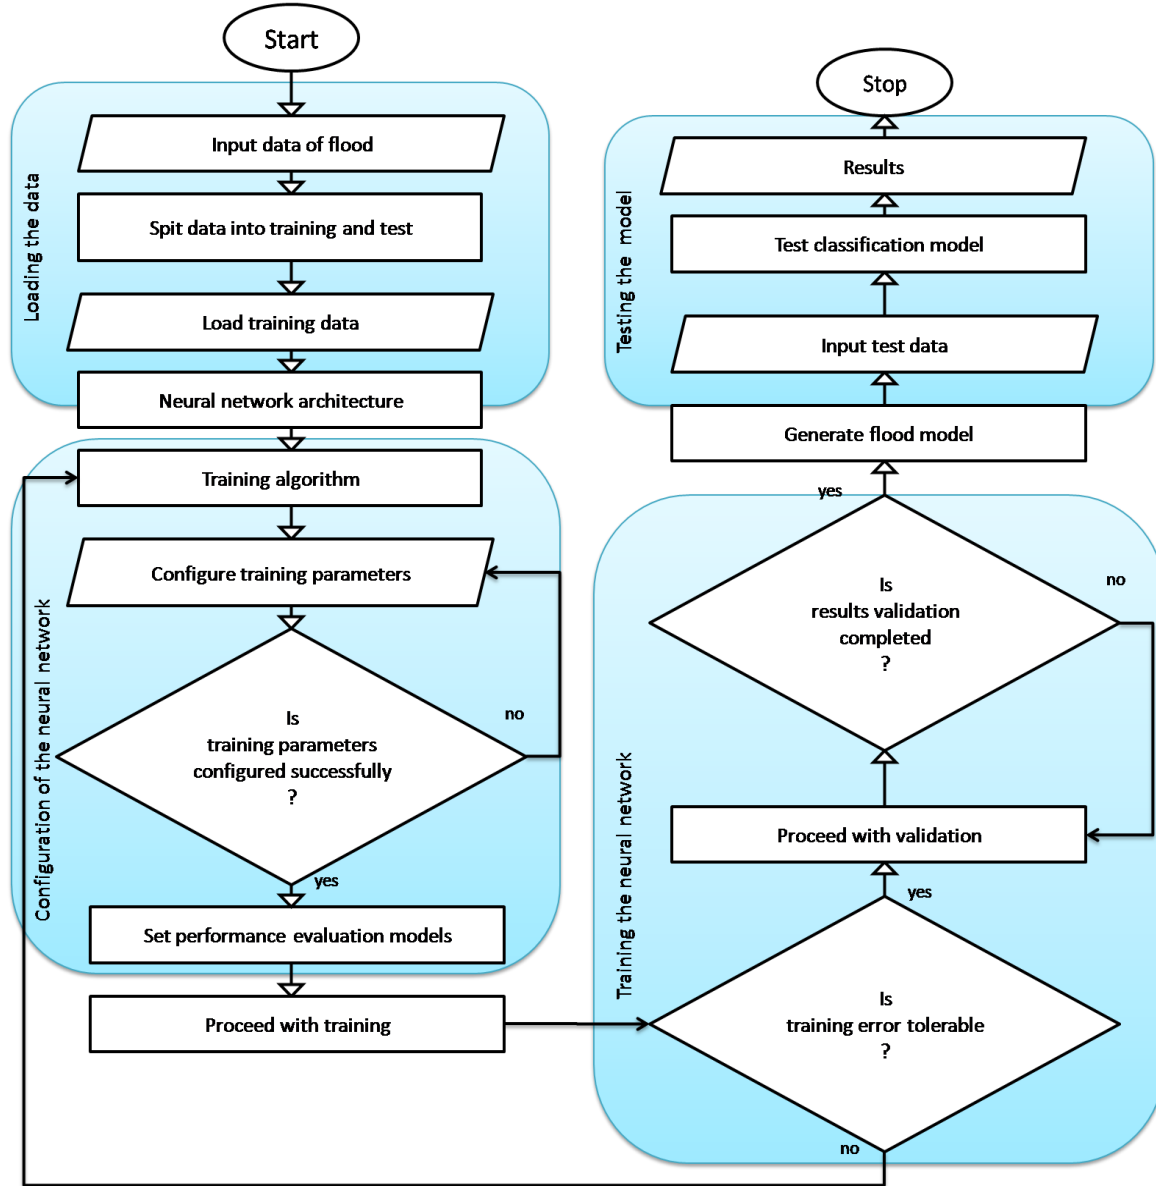 Start
Loading the data
Input data of flood
Spit data into training and test
Load training data
Neural network architecture
Configuration of the neural network
Training algorithm
Configure training parameters
Is
training parameters
configured successfully
?
no
yes
Set performance evaluation models
Proceed with training
Training the neural network
Is
training error tolerable
?
no
yes
Proceed with validation
Is
results validation
completed
?
no
yes
Generate flood model
Testing the model
Input test data
Test classification model
Results
Stop